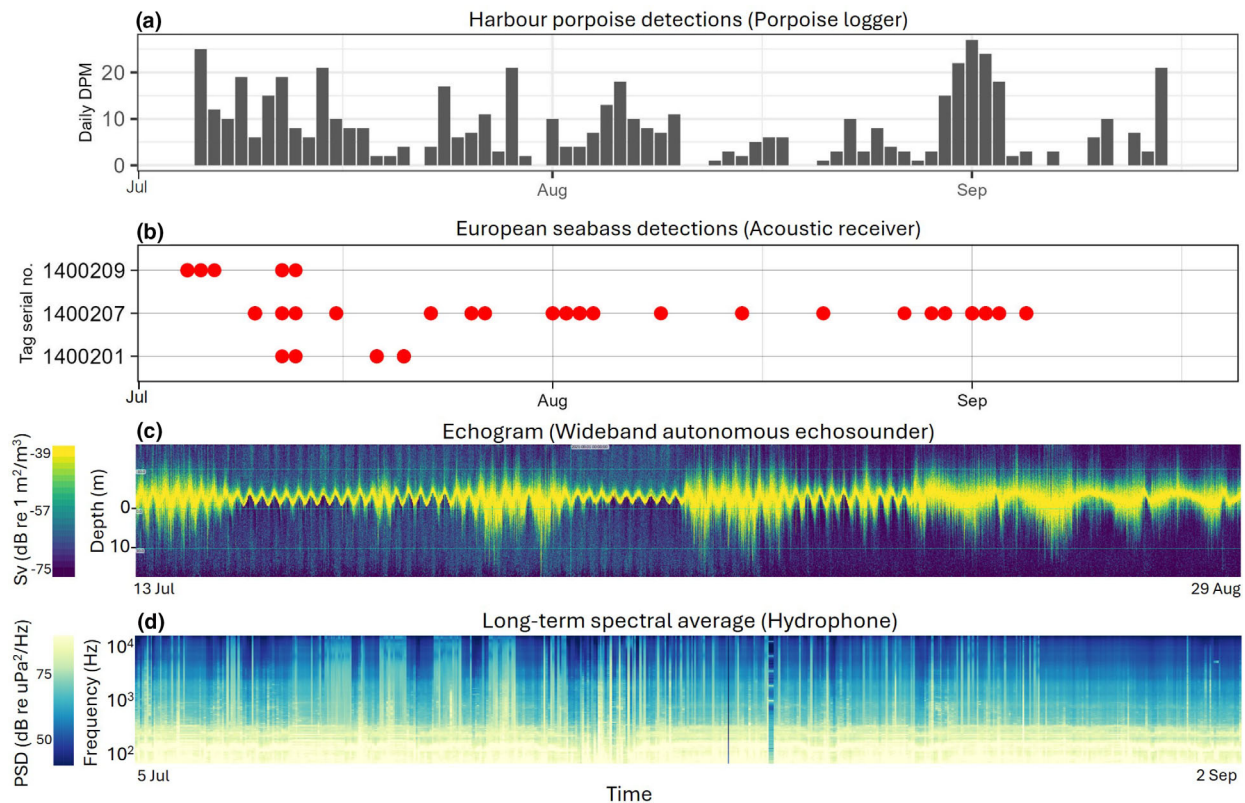 (a) Harbour porpoise detections (Porpoise logger)
Daily DPM
20
10
0
Jul Aug Sep
(b) European seabass detections (Acoustic receiver)
Tag serial no.
1400209
1400207
1400201
Jul Aug Sep
(c) Echogram (Wideband autonomous echosounder)
Sv (dB re 1 m²/m³)
-39
-57
-75
Depth (m)
0
10
13 Jul 29 Aug
(d) Long-term spectral average (Hydrophone)
PSD (dB re uPa²/Hz)
75
50
Frequency (Hz)
10⁴
10³
10²
5 Jul 2 Sep
Time